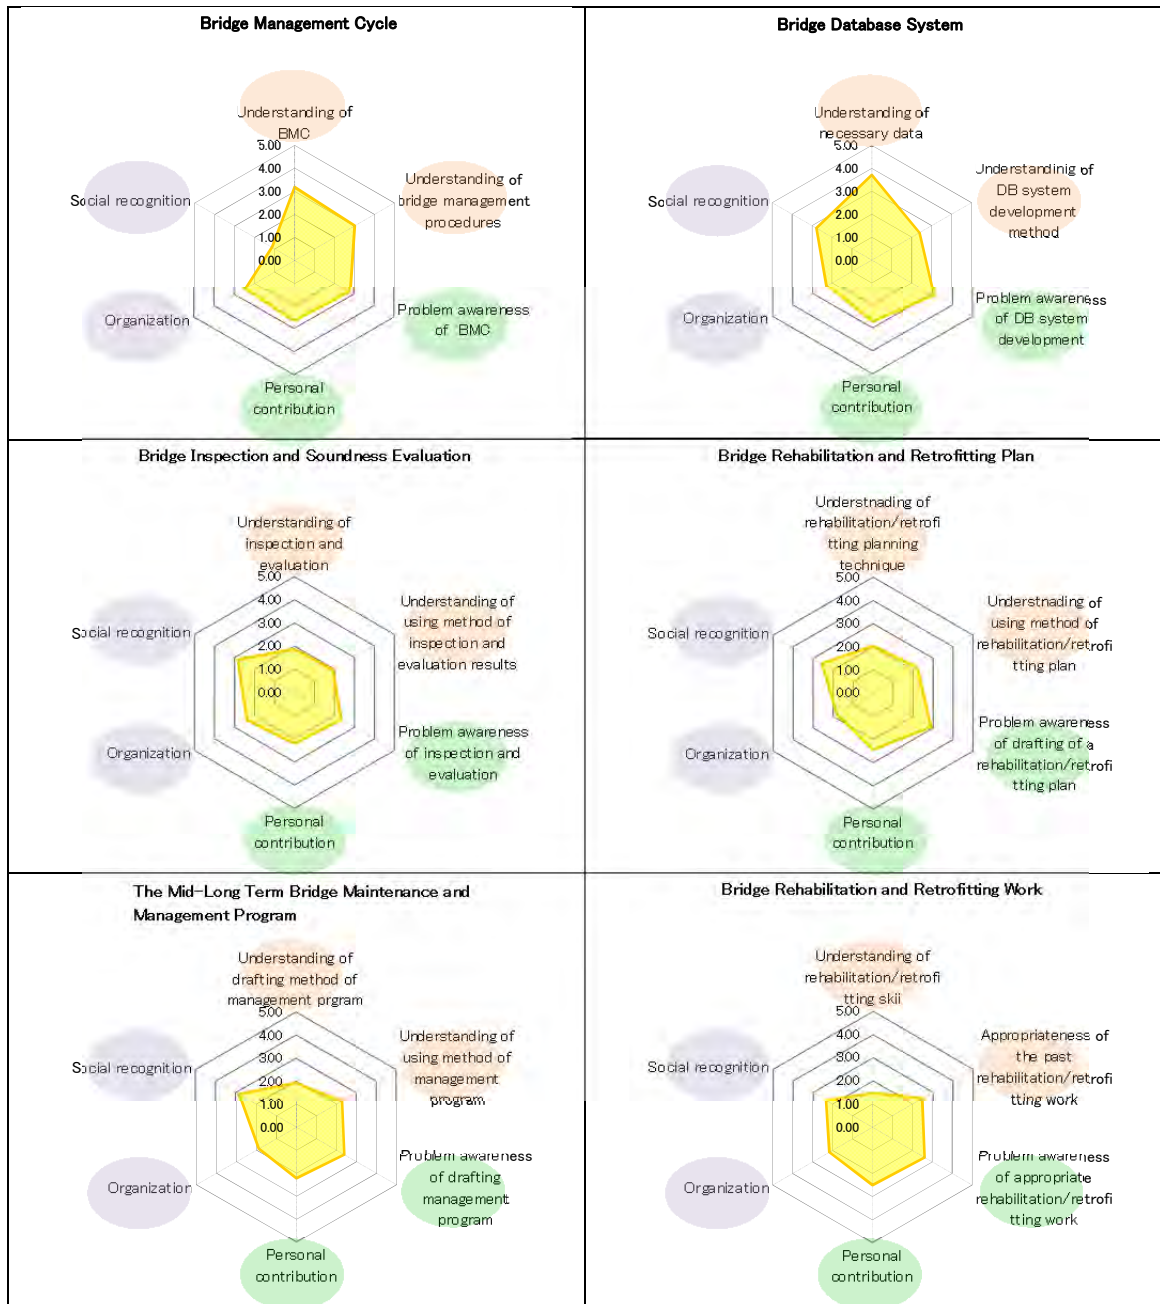 Bridge Management Cycle
Understanding of
BMC
5.00
4.00
3.00
2.00
1.00
0.00
Understanding of
bridge management
procedures
Problem awareness
of BMC
Personal
contribution
Organization
Social recognition
Bridge Database System
Understanding of
necessary data
5.00
4.00
3.00
2.00
1.00
0.00
Understandinig of
DB system
development
method
Problem awareness
of DB system
development
Personal
contribution
Organization
Social recognition
Bridge Inspection and Soundness Evaluation
Understanding of
inspection and
evaluation
5.00
4.00
3.00
2.00
1.00
0.00
Understanding of
using method of
inspection and
evaluation results
Problem awareness
of inspection and
evaluation
Personal
contribution
Organization
Social recognition
Bridge Rehabilitation and Retrofitting Plan
Understnading of
rehabilitation/retrofi
tting planning
technique
5.00
4.00
3.00
2.00
1.00
0.00
Understnading of
using method of
rehabilitation/retrofi
tting plan
Problem awareness
of drafting of a
rehabilitation/retrofi
tting plan
Personal
contribution
Organization
Social recognition
The Mid-Long Term Bridge Maintenance and
Management Program
Understanding of
drafting method of
management prgram
5.00
4.00
3.00
2.00
1.00
0.00
Understanding of
using method of
management
program
Problem awareness
of drafting
management
program
Personal
contribution
Organization
Social recognition
Bridge Rehabilitation and Retrofitting Work
Understanding of
rehabilitation/retrofi
tting skii
5.00
4.00
3.00
2.00
1.00
0.00
Appropriateness of
the past
rehabilitation/retrofi
tting work
Problem awareness
of appropriate
rehabilitation/retrofi
tting work
Personal
contribution
Organization
Social recognition